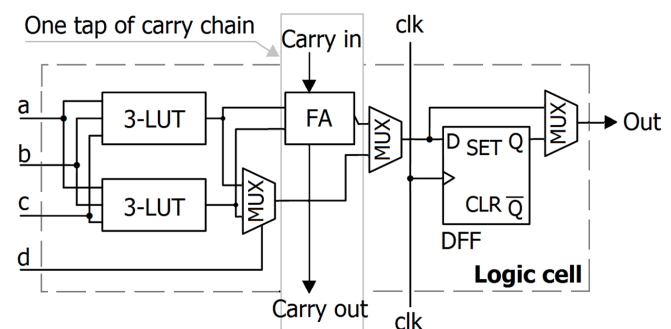 One tap of carry chain
clk
Carry in
a
3-LUT
FA
MUX
MUX
Out
b
D SET Q
3-LUT
MUX
c
CLR Q̅
DFF
d
Logic cell
Carry out
clk